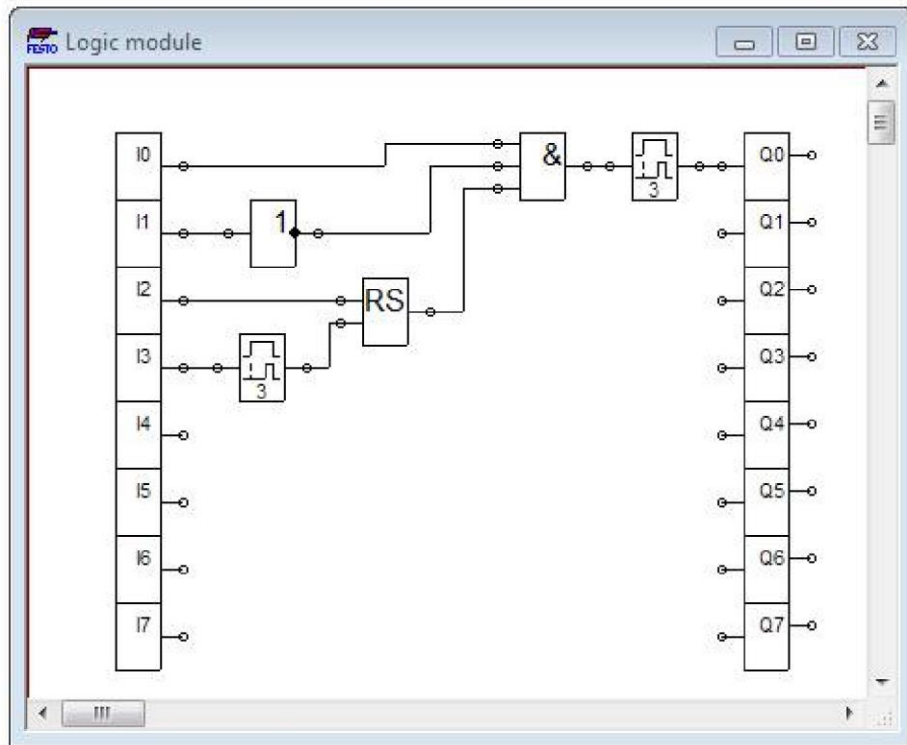 FESTO Logic module
I0 & Q0
3
I1 1 Q1
I2 RS Q2
I3 Q3
3
I4 Q4
I5 Q5
I6 Q6
I7 Q7